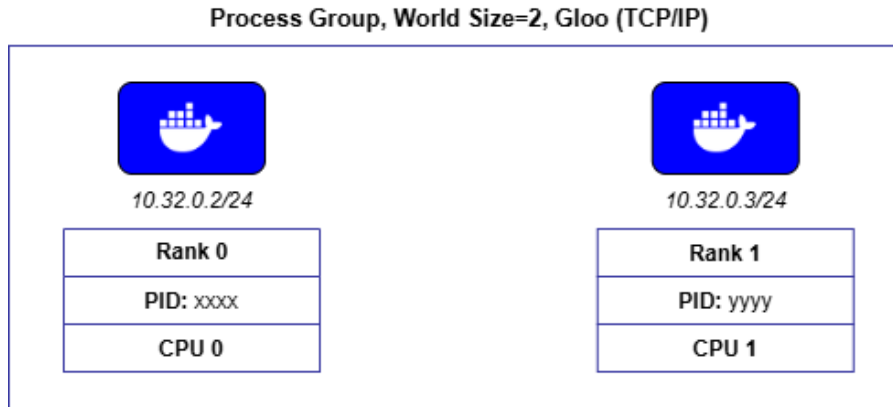 Process Group, World Size=2, Gloo (TCP/IP)
10.32.0.2/24
Rank 0
PID: xxxx
CPU 0
10.32.0.3/24
Rank 1
PID: yyyy
CPU 1